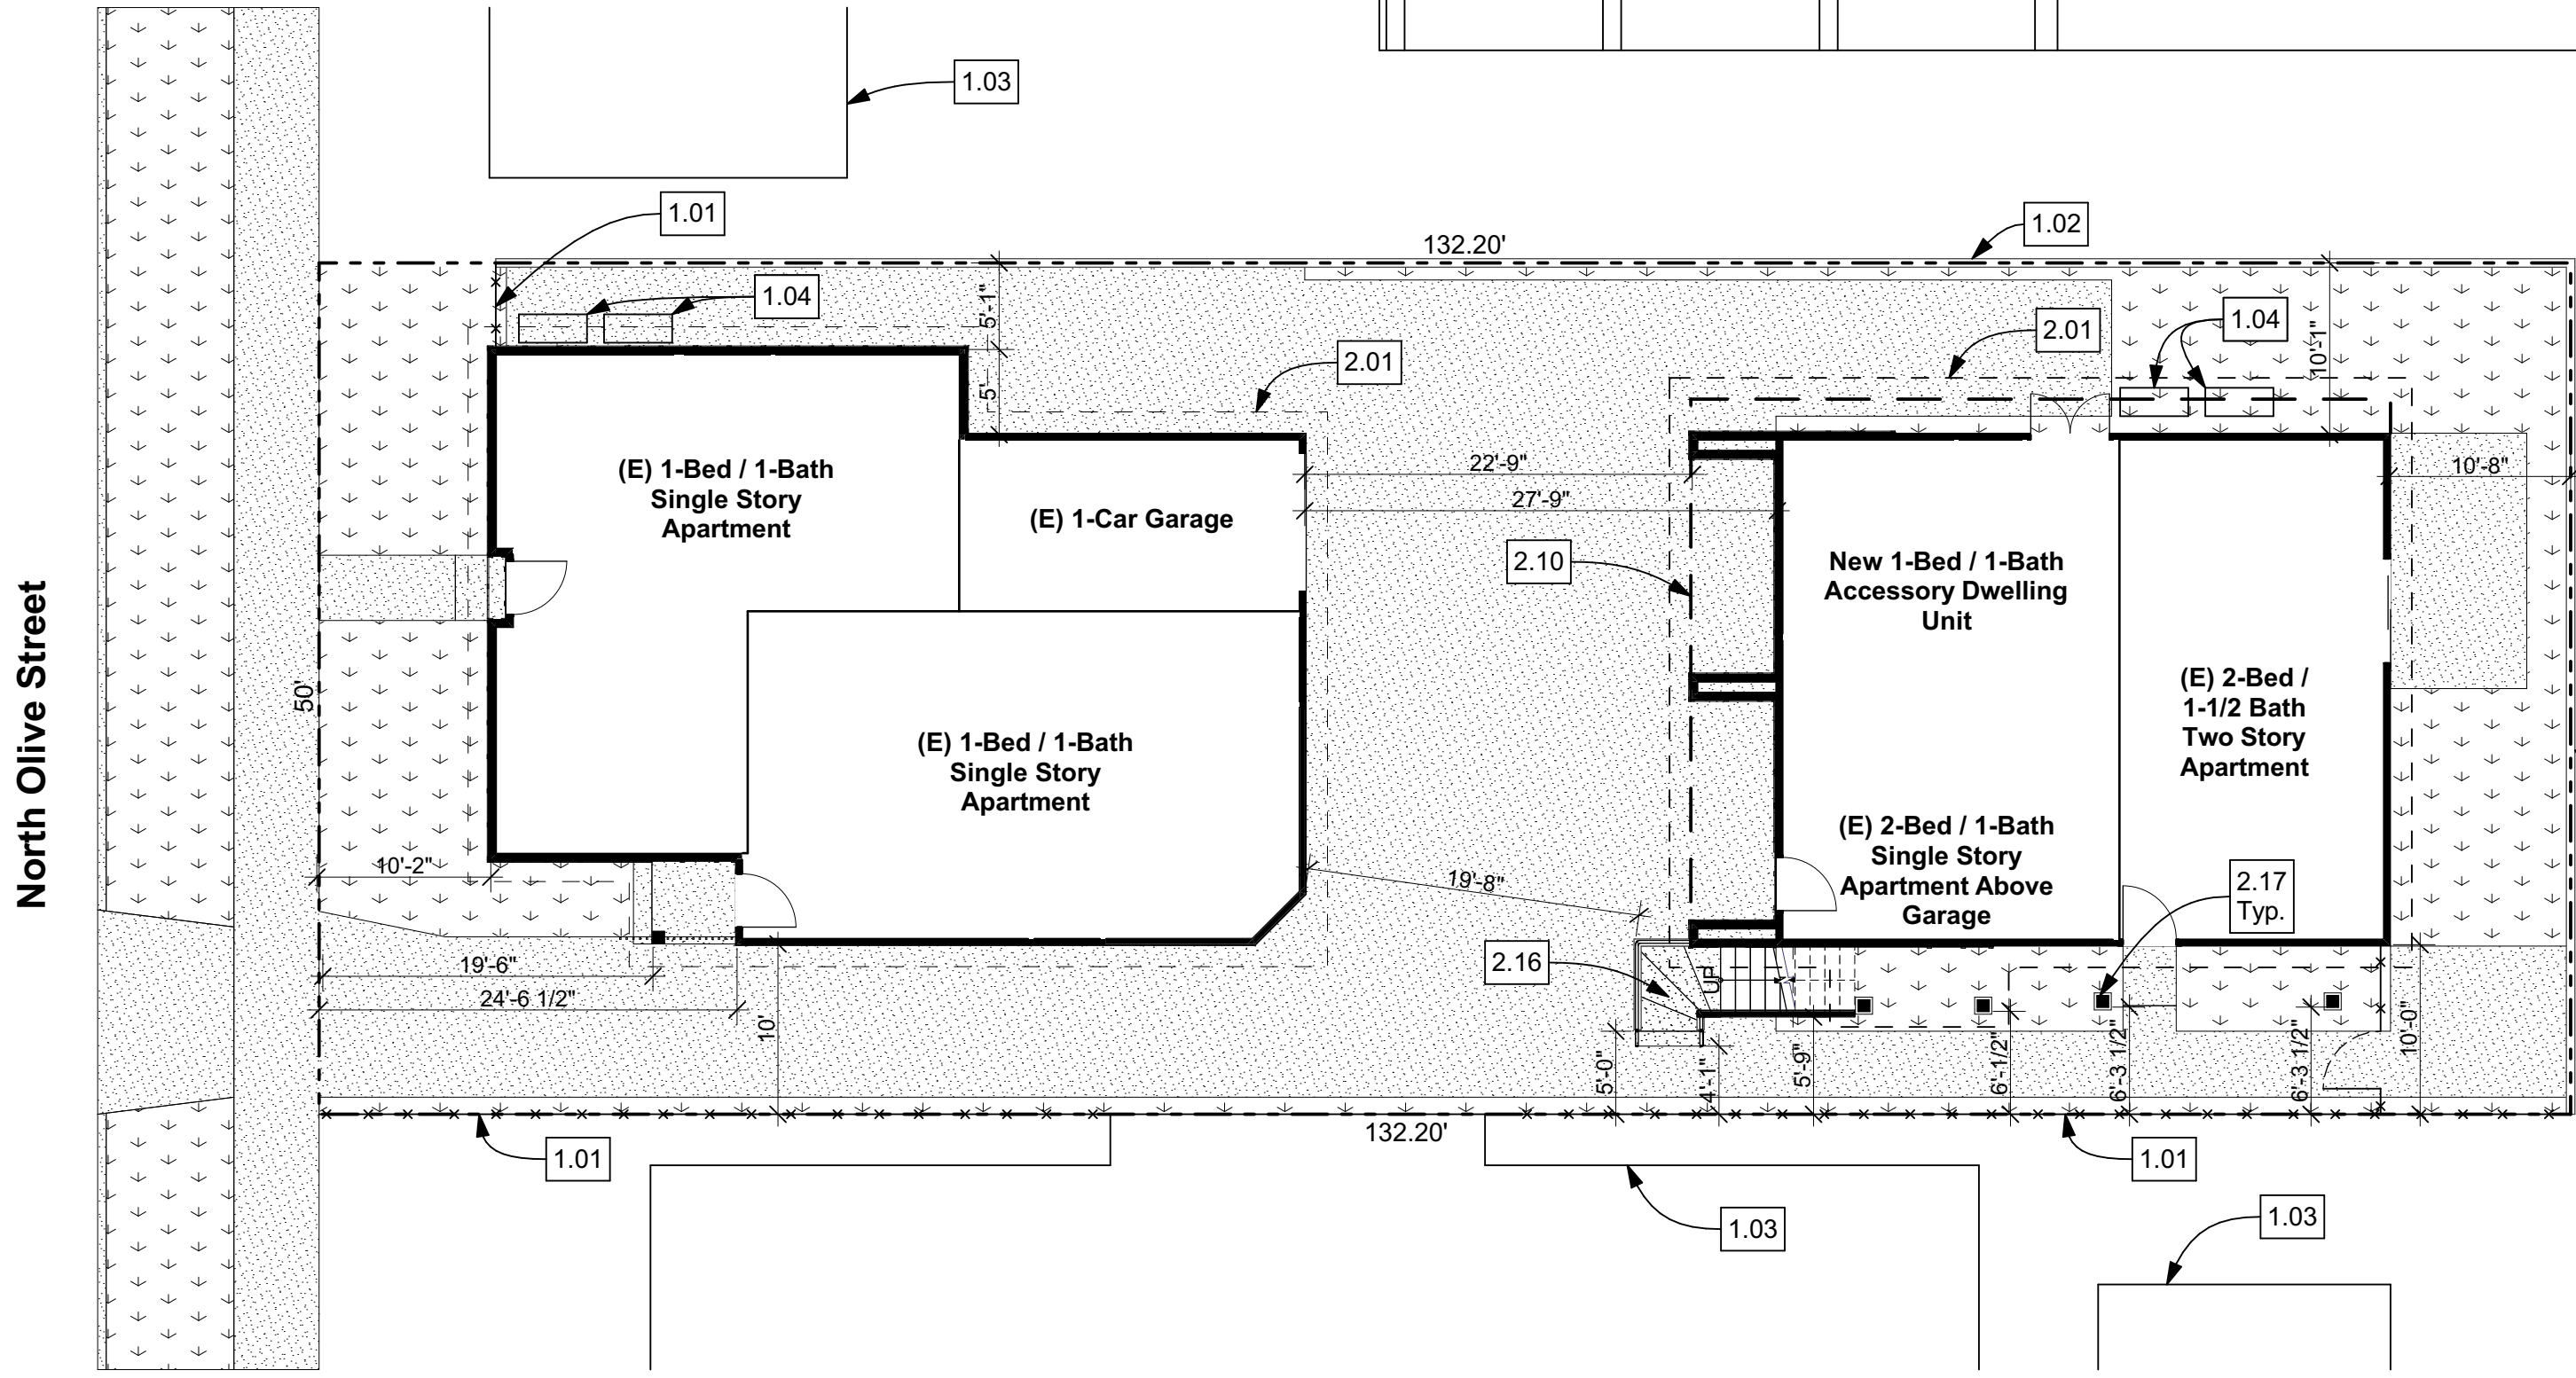 1.03
1.01
1.02
132.20'
1.04
5'-1"
2.01
2.01
1.04
10'-1"
5'
(E) 1-Bed / 1-Bath
Single Story
Apartment
(E) 1-Car Garage
22'-9"
27'-9"
10'-8"
2.10
New 1-Bed / 1-Bath
Accessory Dwelling
Unit
North Olive Street
50'
(E) 2-Bed /
1-1/2 Bath
Two Story
Apartment
(E) 1-Bed / 1-Bath
Single Story
Apartment
(E) 2-Bed / 1-Bath
Single Story
Apartment Above
Garage
10'-2"
19'-8"
2.17
Typ.
19'-6"
24'-6 1/2"
10'
2.16
UP
5'-0"
4'-1"
5'-9"
6'-1/2"
6'-3 1/2"
6'-3 1/2"
10'-0"
132.20'
1.01
1.01
1.03
1.03